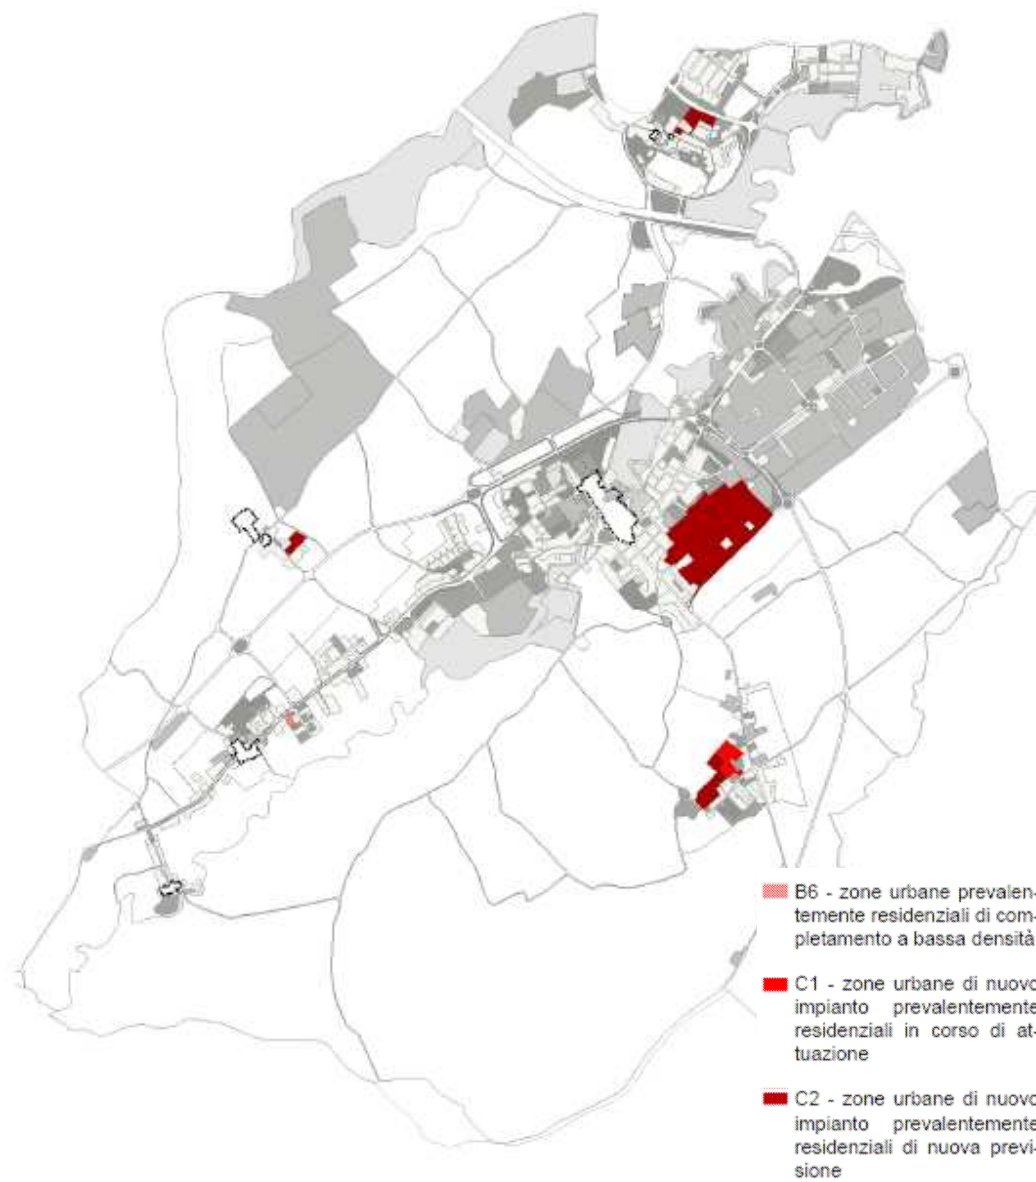 B6 - zone urbane prevalen-
temente residenziali di com-
pletamento a bassa densità
C1 - zone urbane di nuovo
impianto prevalentemente
residenziali in corso di at-
tuazione
C2 - zone urbane di nuovo
impianto prevalentemente
residenziali di nuova previ-
sione